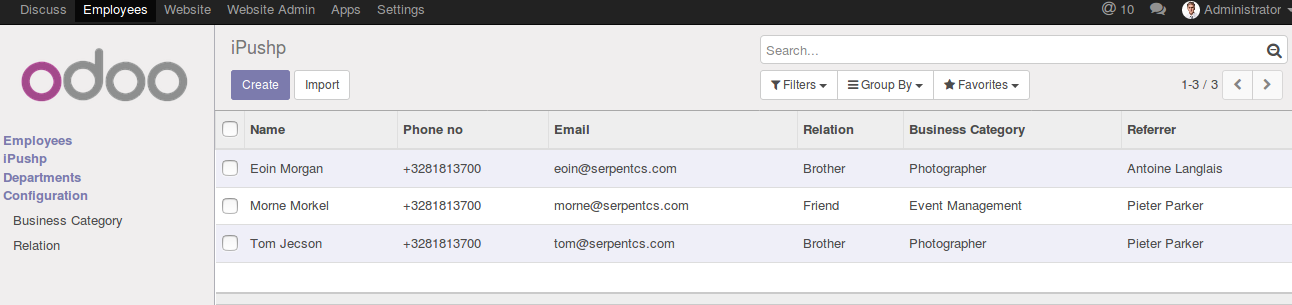 Discuss Employees Website Website Admin Apps Settings @ 10 Administrator
odoo
iPushp
Search...
Create Import
Filters Group By Favorites 1-3 / 3
Employees
iPushp
Departments
Configuration
Business Category
Relation
Name Phone no Email Relation Business Category Referrer
Eoin Morgan +3281813700 eoin@serpentcs.com Brother Photographer Antoine Langlais
Morne Morkel +3281813700 morne@serpentcs.com Friend Event Management Pieter Parker
Tom Jecson +3281813700 tom@serpentcs.com Brother Photographer Pieter Parker